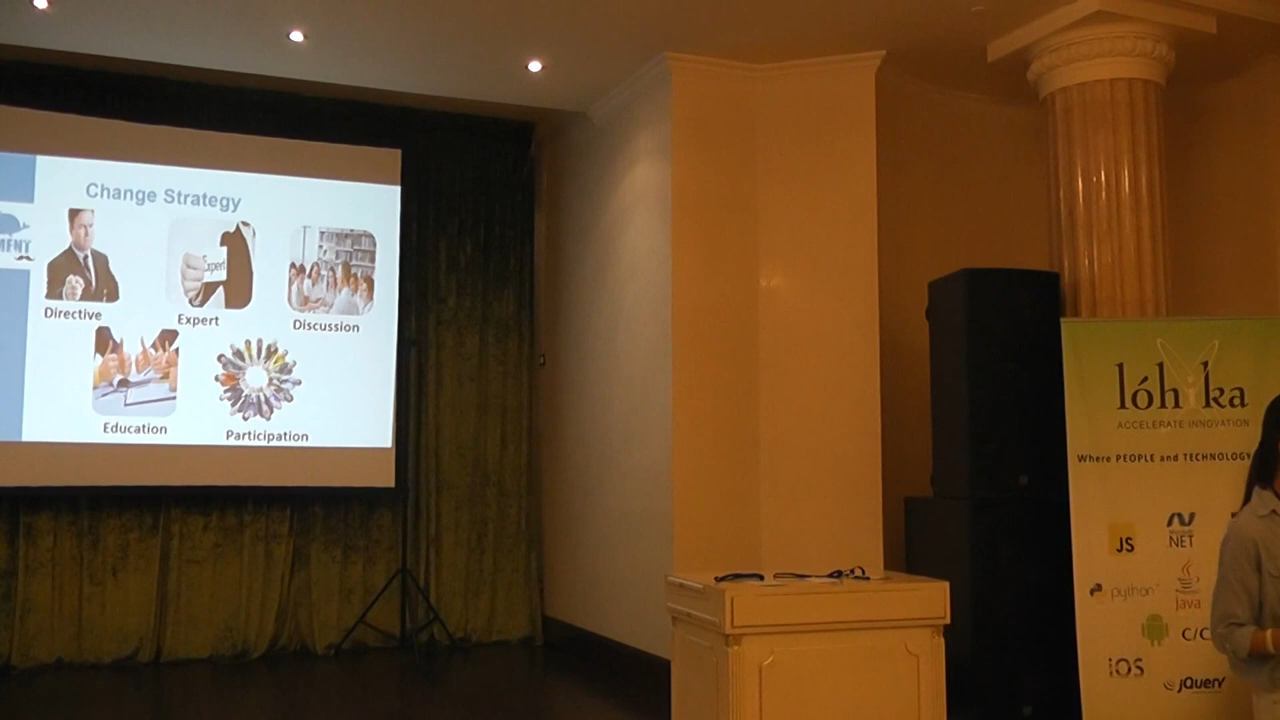 Change Strategy
MENT
Expert
Directive
Expert
Discussion
Education
Participation
lóhika
ACCELERATE INNOVATION
Where PEOPLE and TECHNOLOGY
JS
.NET
python
Java
C/C
iOS
jQuery